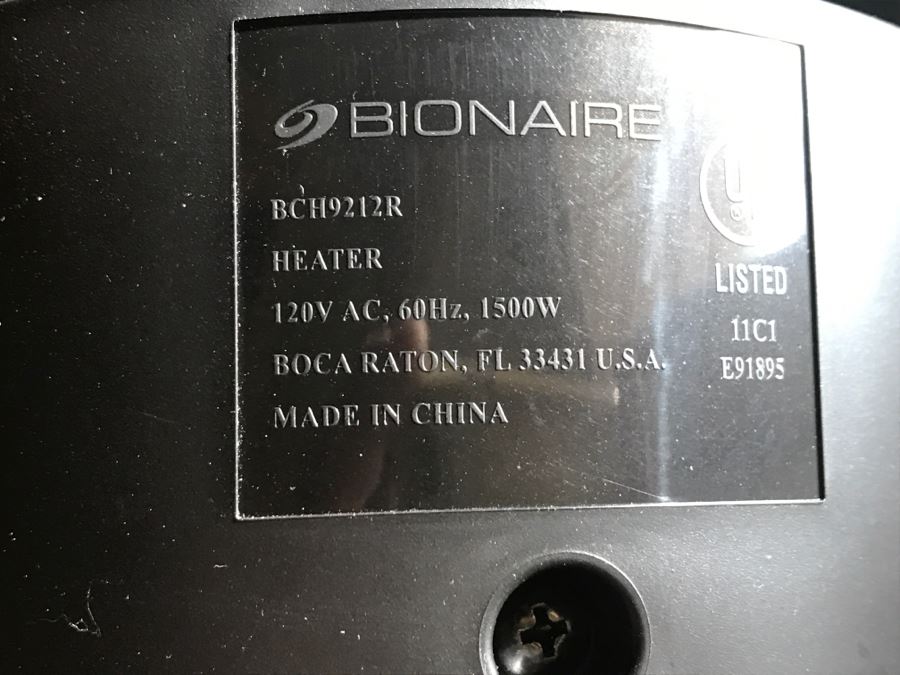 BIONAIRE
BCH9212R
HEATER
120V AC, 60Hz, 1500W
BOCA RATON, FL 33431 U.S.A.
MADE IN CHINA
LISTED
11C1
E91895